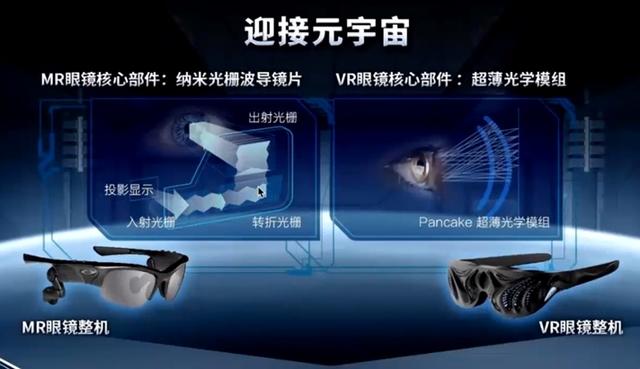 迎接元宇宙
MR眼镜核心部件：纳米光栅波导镜片
VR眼镜核心部件：超薄光学模组
出射光栅
投影显示
入射光栅
转折光栅
Pancake 超薄光学模组
MR眼镜整机
VR眼镜整机